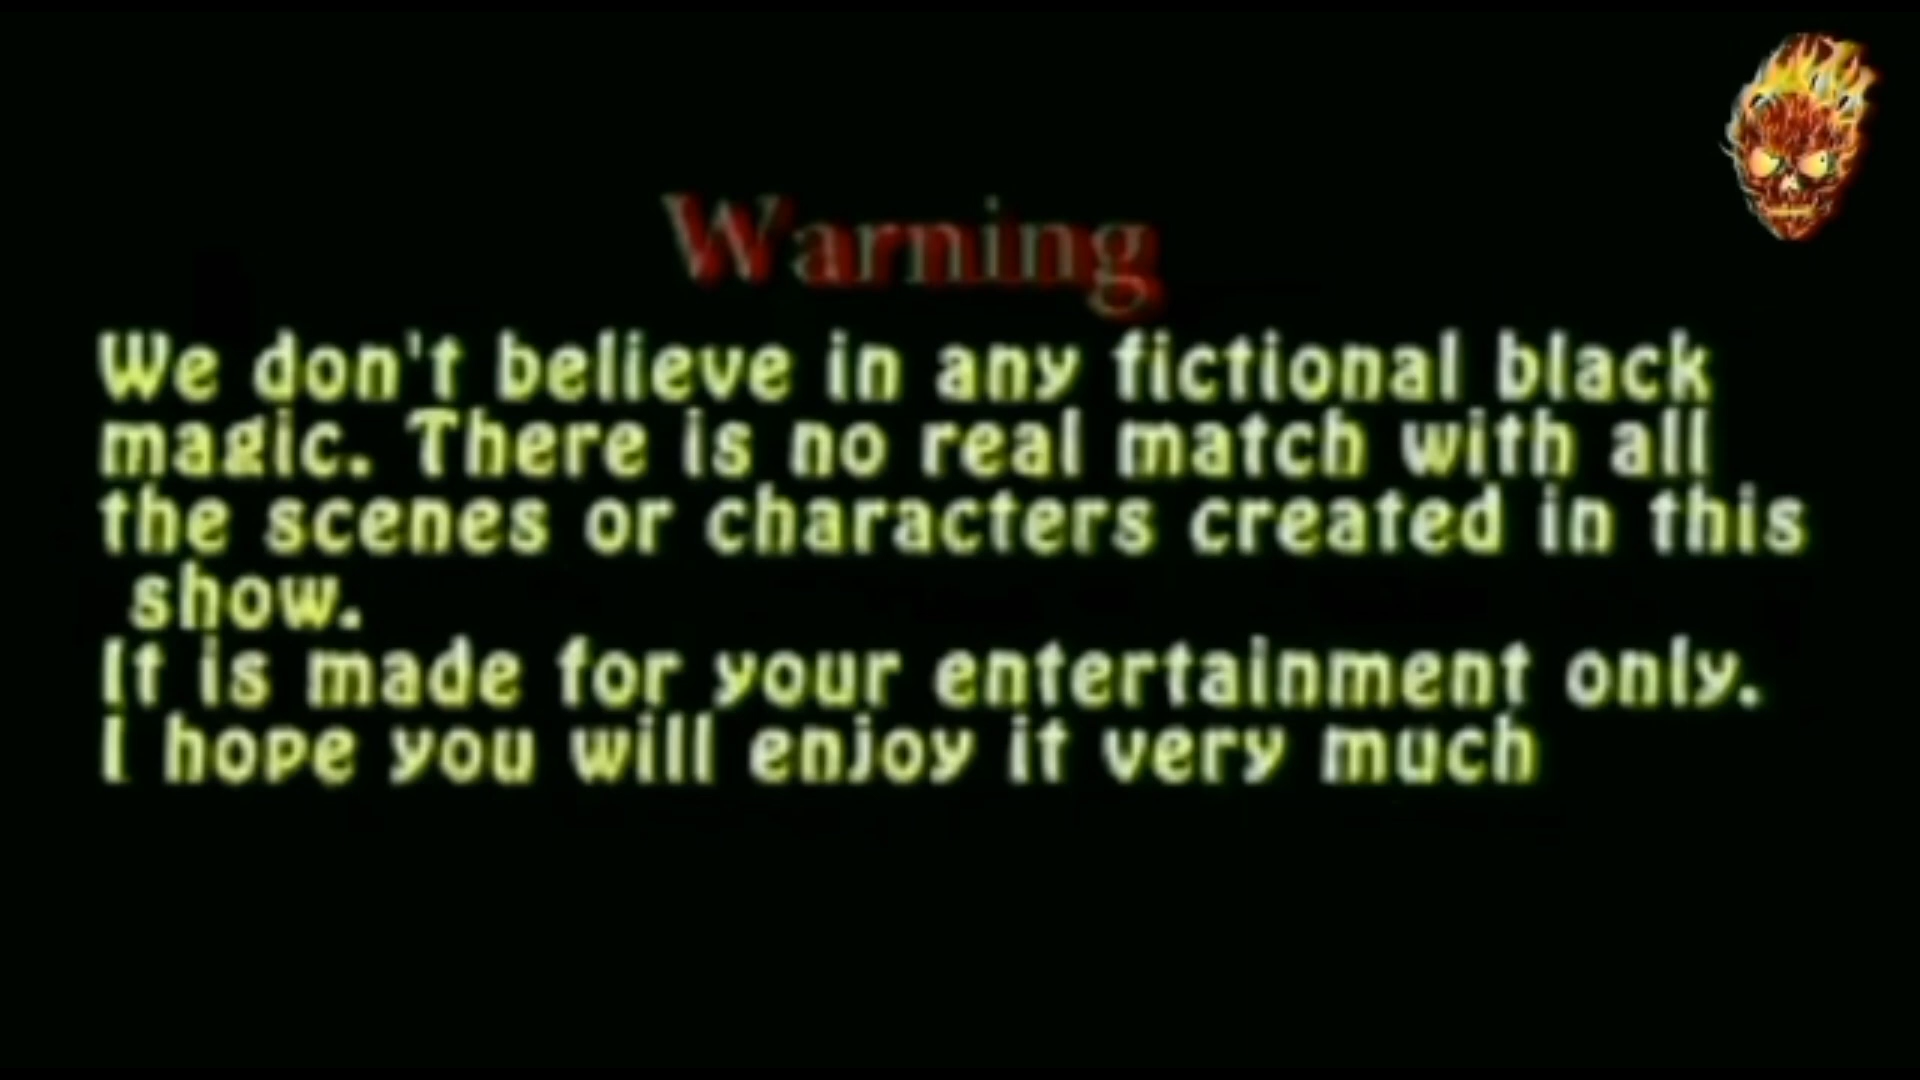 Warning
We don't believe in any fictional black
magic. There is no real match with all
the scenes or characters created in this
show.
It is made for your entertainment only.
I hope you will enjoy it very much